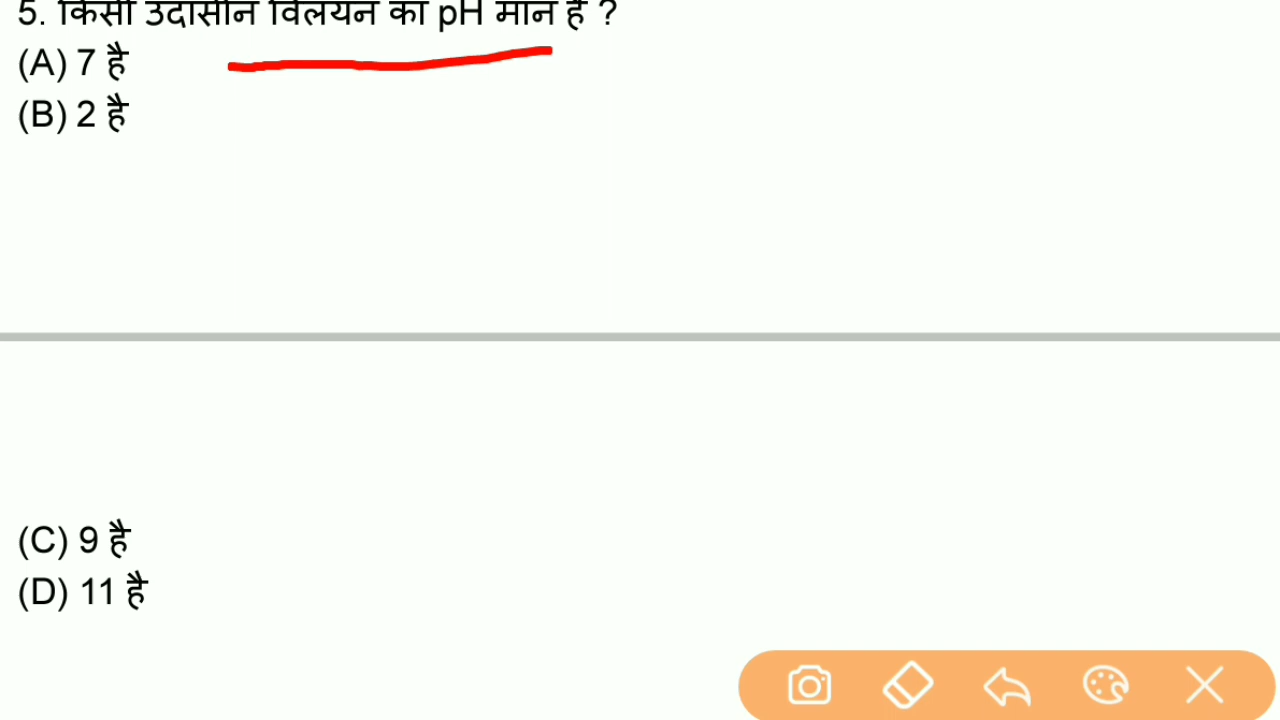 5. किसी उदासीन विलयन का pH मान है ?
(A) 7 है
(B) 2 है
(C) 9 है
(D) 11 है